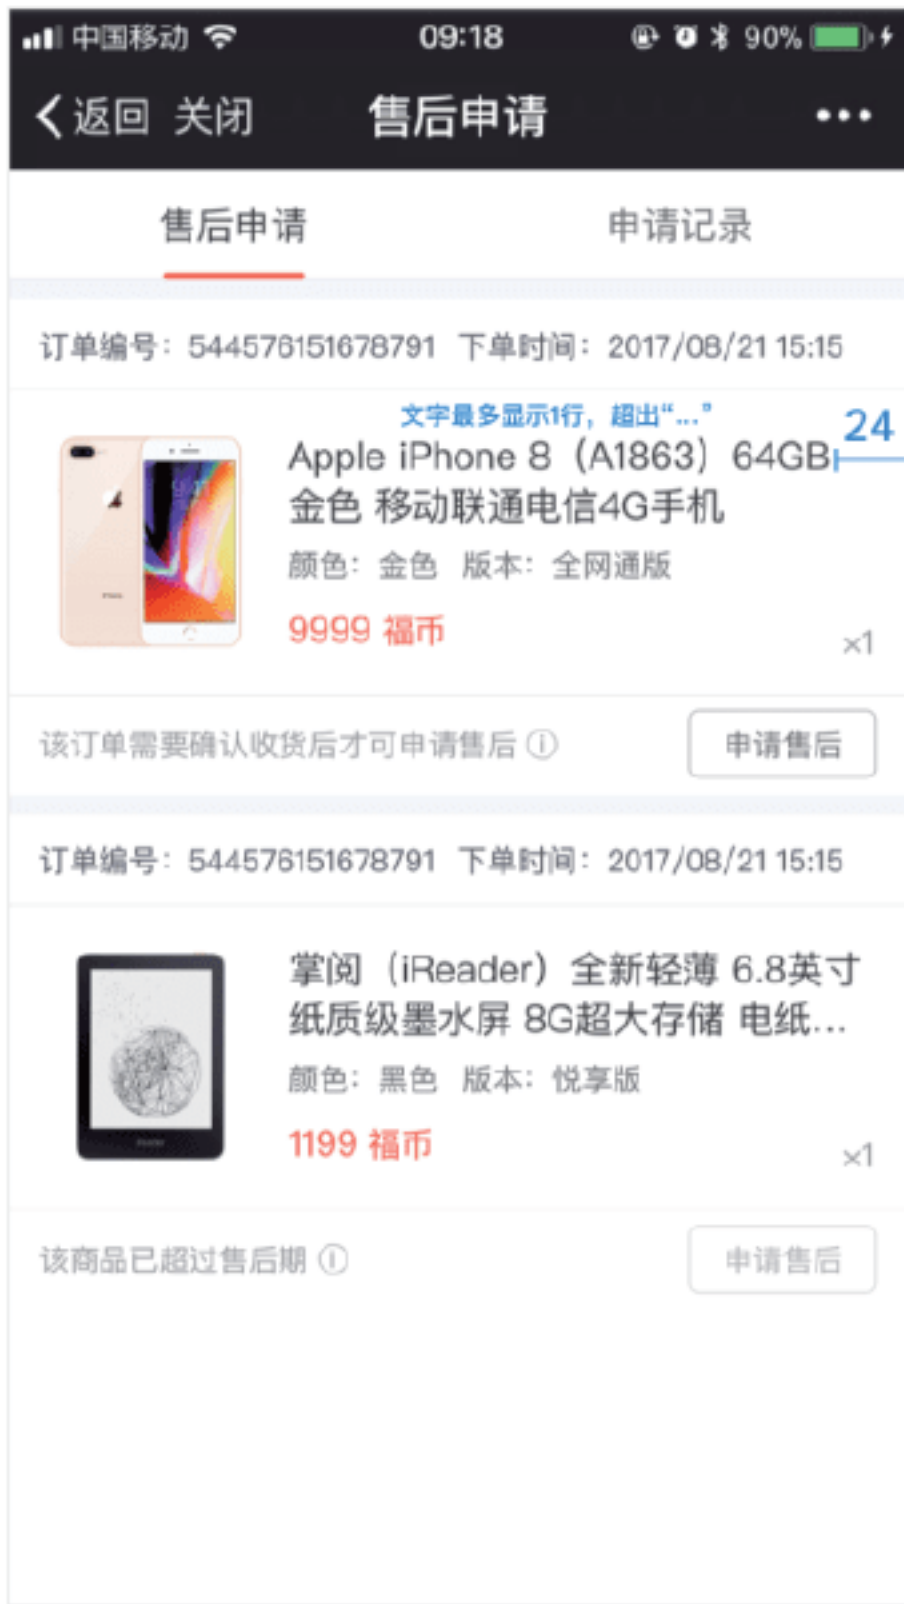 中国移动 09:18 90%
返回 关闭 售后申请
售后申请 申请记录
订单编号：544576151678791 下单时间：2017/08/21 15:15
文字最多显示1行，超出“...”
24
Apple iPhone 8（A1863）64GB
金色 移动联通电信4G手机
颜色：金色 版本：全网通版
9999 福币
×1
该订单需要确认收货后才可申请售后
申请售后
订单编号：544576151678791 下单时间：2017/08/21 15:15
掌阅（iReader）全新轻薄 6.8英寸
纸质级墨水屏 8G超大存储 电纸...
颜色：黑色 版本：悦享版
1199 福币
×1
该商品已超过售后期
申请售后